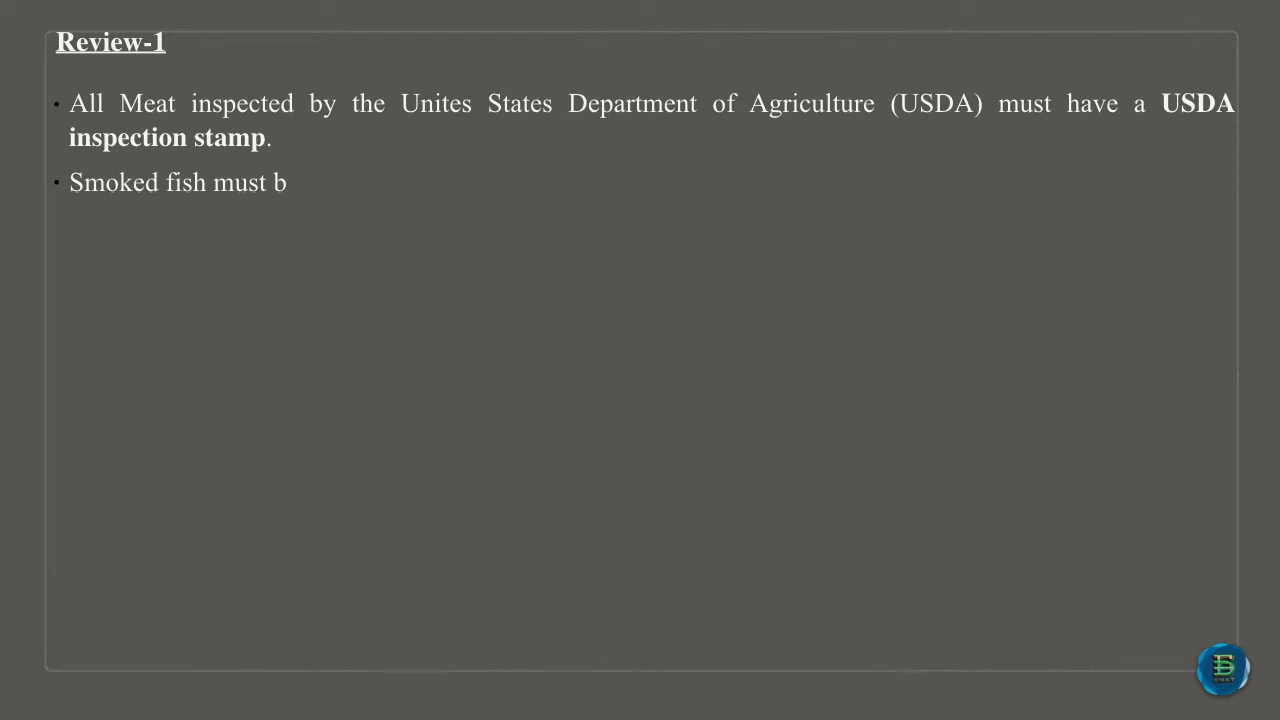 Review-1
All Meat inspected by the Unites States Department of Agriculture (USDA) must have a USDA
inspection stamp.
Smoked fish must b